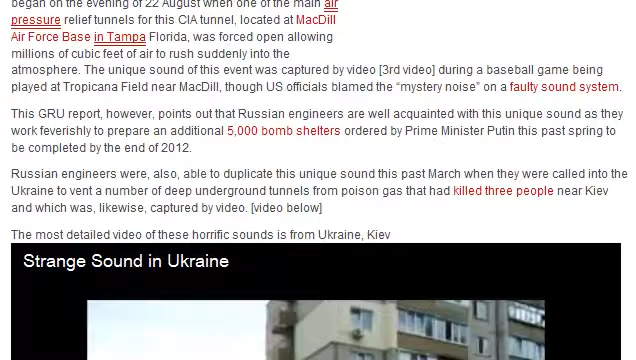 began on the evening of 22 August when one of the main air
pressure relief tunnels for this CIA tunnel, located at MacDill
Air Force Base in Tampa Florida, was forced open allowing
millions of cubic feet of air to rush suddenly into the
atmosphere. The unique sound of this event was captured by video [3rd video] during a baseball game being
played at Tropicana Field near MacDill, though US officials blamed the “mystery noise” on a faulty sound system.
This GRU report, however, points out that Russian engineers are well acquainted with this unique sound as they
work feverishly to prepare an additional 5,000 bomb shelters ordered by Prime Minister Putin this past spring to
be completed by the end of 2012.
Russian engineers were, also, able to duplicate this unique sound this past March when they were called into the
Ukraine to vent a number of deep underground tunnels from poison gas that had killed three people near Kiev
and which was, likewise, captured by video. [video below]
The most detailed video of these horrific sounds is from Ukraine, Kiev
Strange Sound in Ukraine